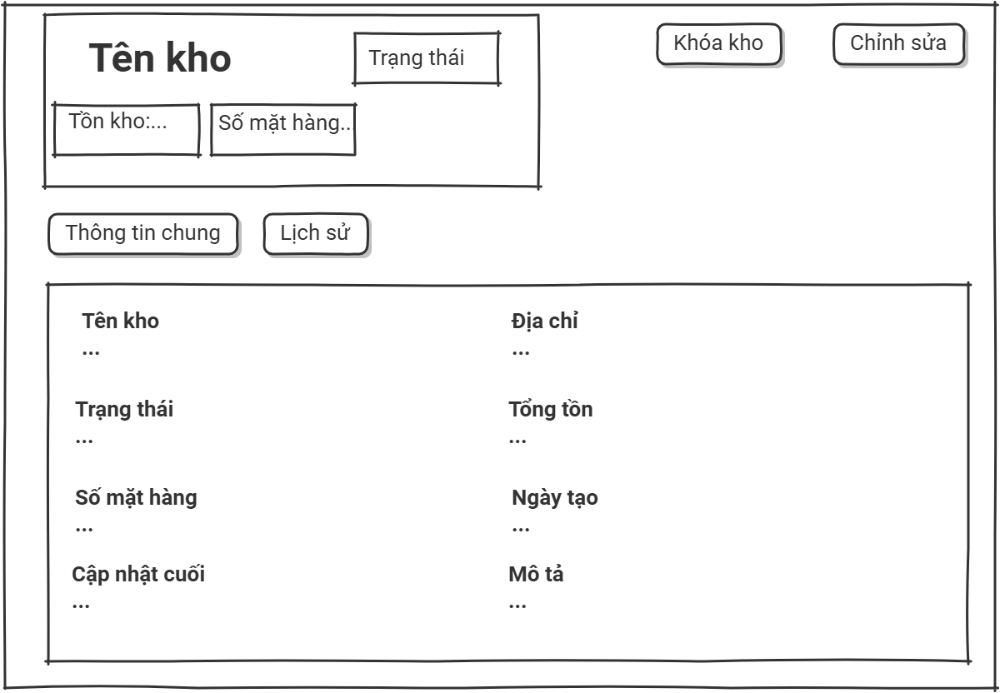 Tên kho
Trạng thái
Khóa kho
Chỉnh sửa
Tồn kho:...
Số mặt hàng...
Thông tin chung
Lịch sử
Tên kho
Địa chỉ
...
...
Trạng thái
Tổng tồn
...
...
Số mặt hàng
Ngày tạo
...
...
Cập nhật cuối
Mô tả
...
...